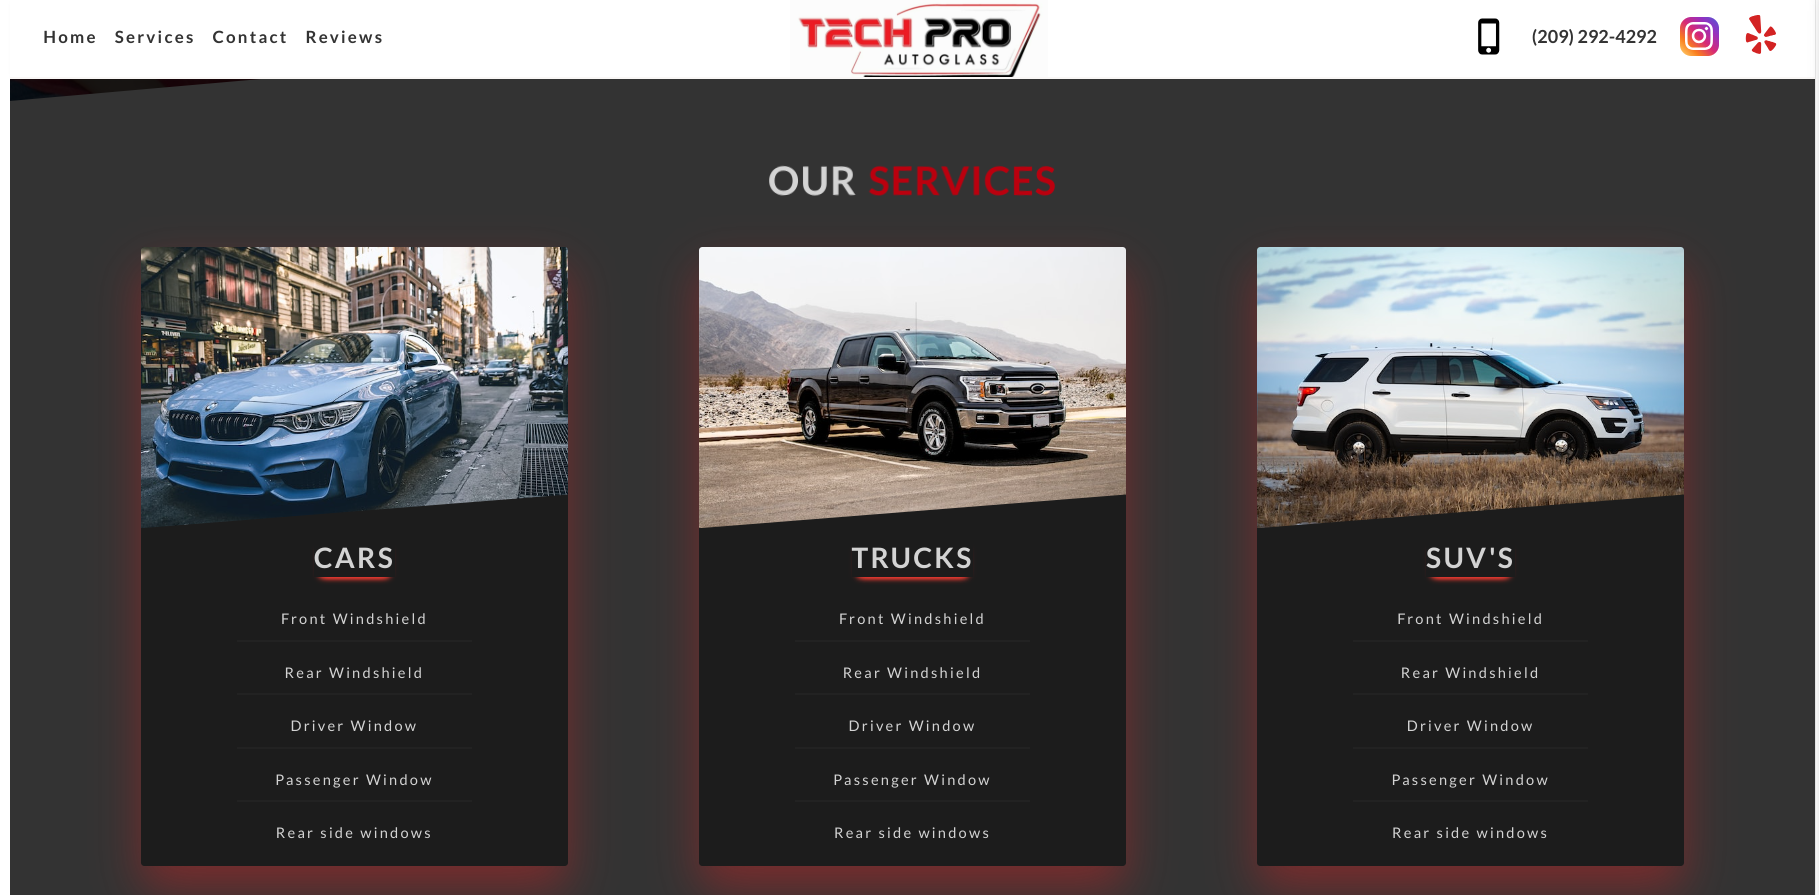 Home Services Contact Reviews
TECH PRO
AUTOGLASS
(209) 292-4292
OUR SERVICES
CARS
Front Windshield
Rear Windshield
Driver Window
Passenger Window
Rear side windows
TRUCKS
Front Windshield
Rear Windshield
Driver Window
Passenger Window
Rear side windows
SUV'S
Front Windshield
Rear Windshield
Driver Window
Passenger Window
Rear side windows